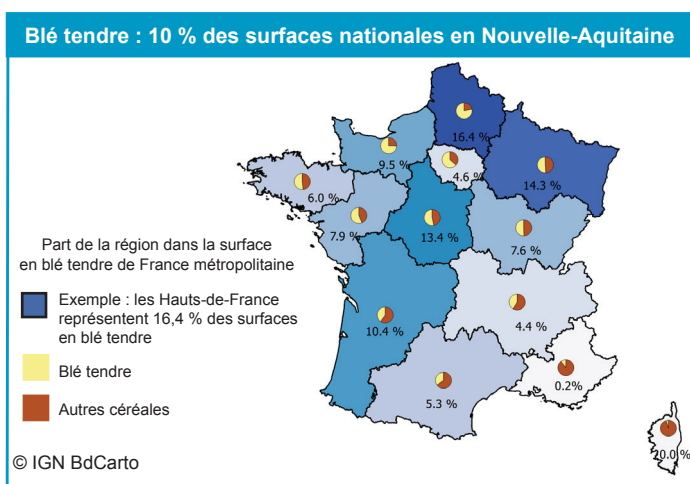 Blé tendre : 10 % des surfaces nationales en Nouvelle-Aquitaine
16.4 %
9.5 %
4.6 %
14.3 %
6.0 %
7.9 %
13.4 %
7.6 %
10.4 %
4.4 %
5.3 %
0.2%
0.0 %
Part de la région dans la surface
en blé tendre de France métropolitaine
Exemple : les Hauts-de-France
représentent 16,4 % des surfaces
en blé tendre
Blé tendre
Autres céréales
© IGN BdCarto